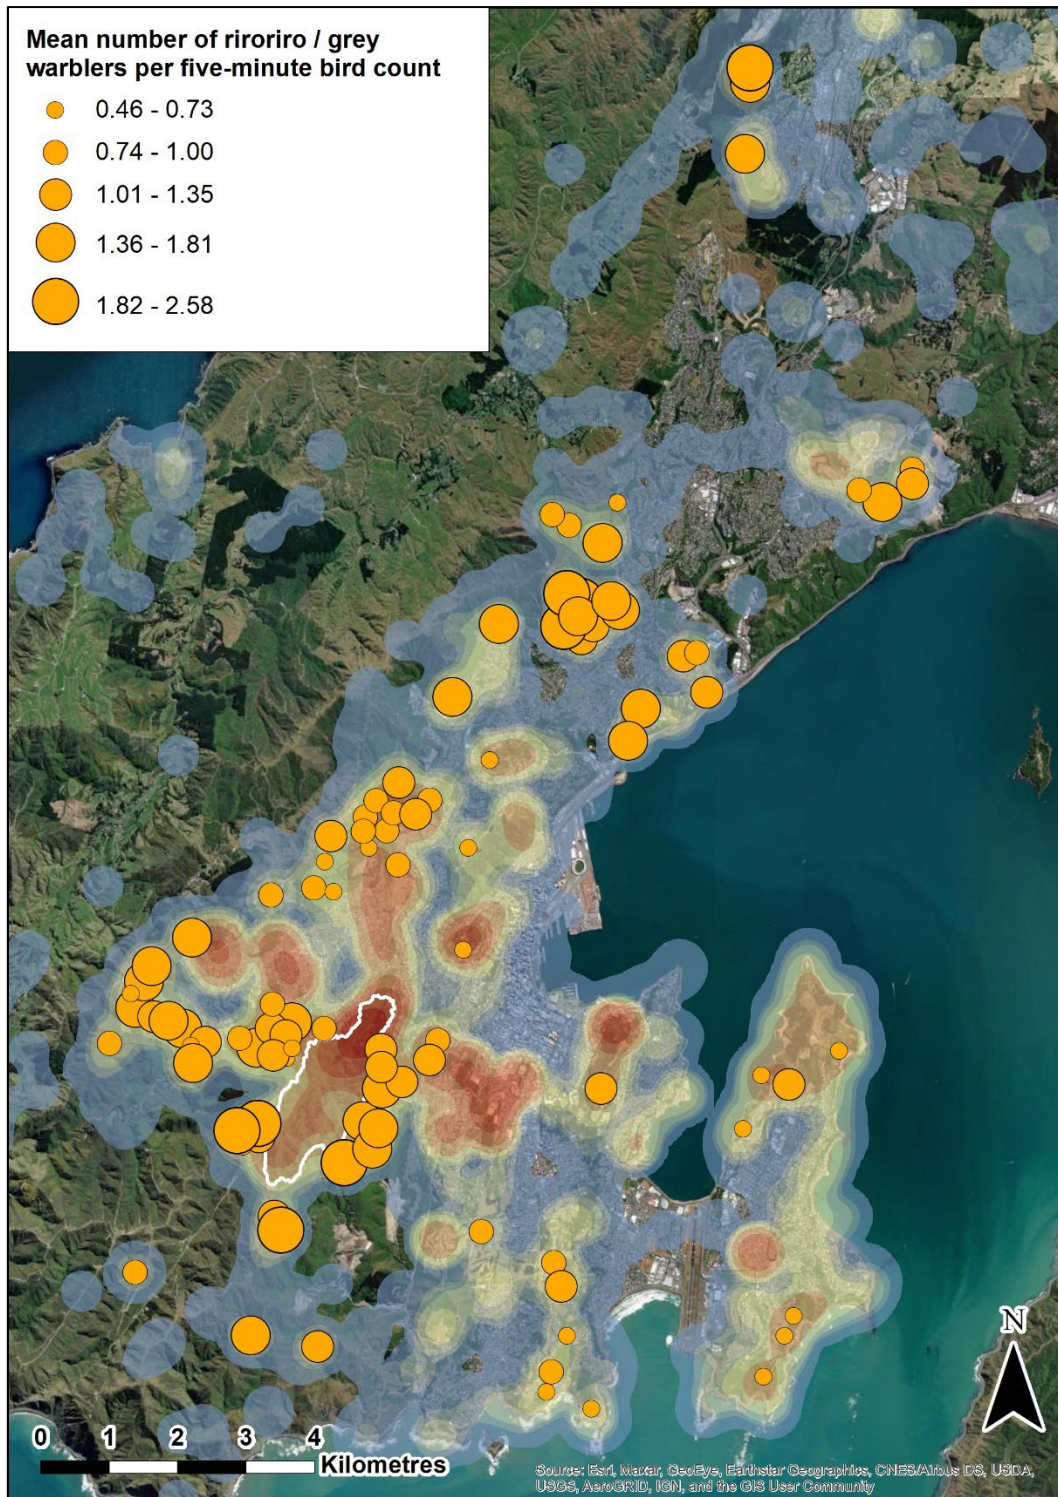 Mean number of riroriro / grey
warblers per five-minute bird count
0.46 - 0.73
0.74 - 1.00
1.01 - 1.35
1.36 - 1.81
1.82 - 2.58
N
0 1 2 3 4
Kilometres
Source: Esri, Maxar, GeoEye, Earthstar Geographics, CNES/Airbus DS, USDA,
USGS, AeroGRID, IGN, and the GIS User Community